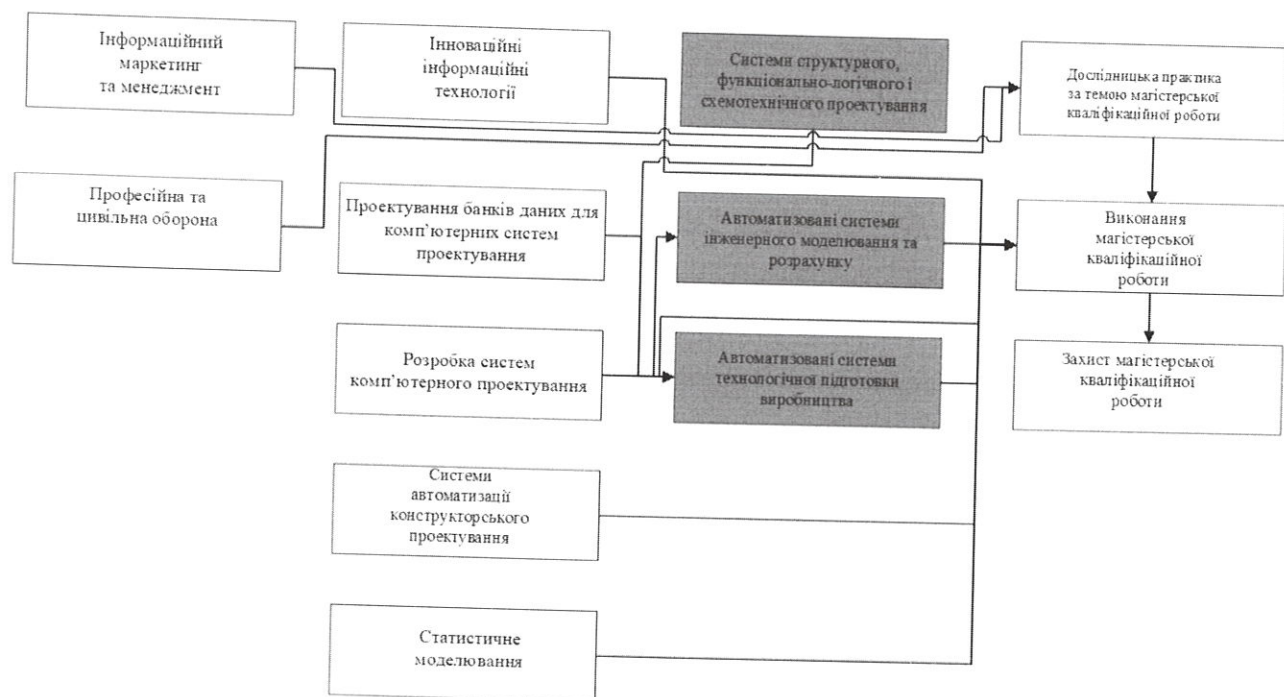 Інформаційний
маркетинг
та менеджмент
Інноваційні
інформаційні
технології
Системи структурного,
функціонально-логічного і
схемотехнічного проектування
Дослідницька практика
за темою магістерської
кваліфікаційної роботи
Професійна та
цивільна оборона
Проектування банків даних для
комп’ютерних систем
проектування
Автоматизовані системи
інженерного моделювання та
розрахунку
Виконання
магістерської
кваліфікаційної
роботи
Розробка систем
комп’ютерного проектування
Автоматизовані системи
технологічної підготовки
виробництва
Захист магістерської
кваліфікаційної
роботи
Системи
автоматизації
конструкторського
проектування
Статистичне
моделювання